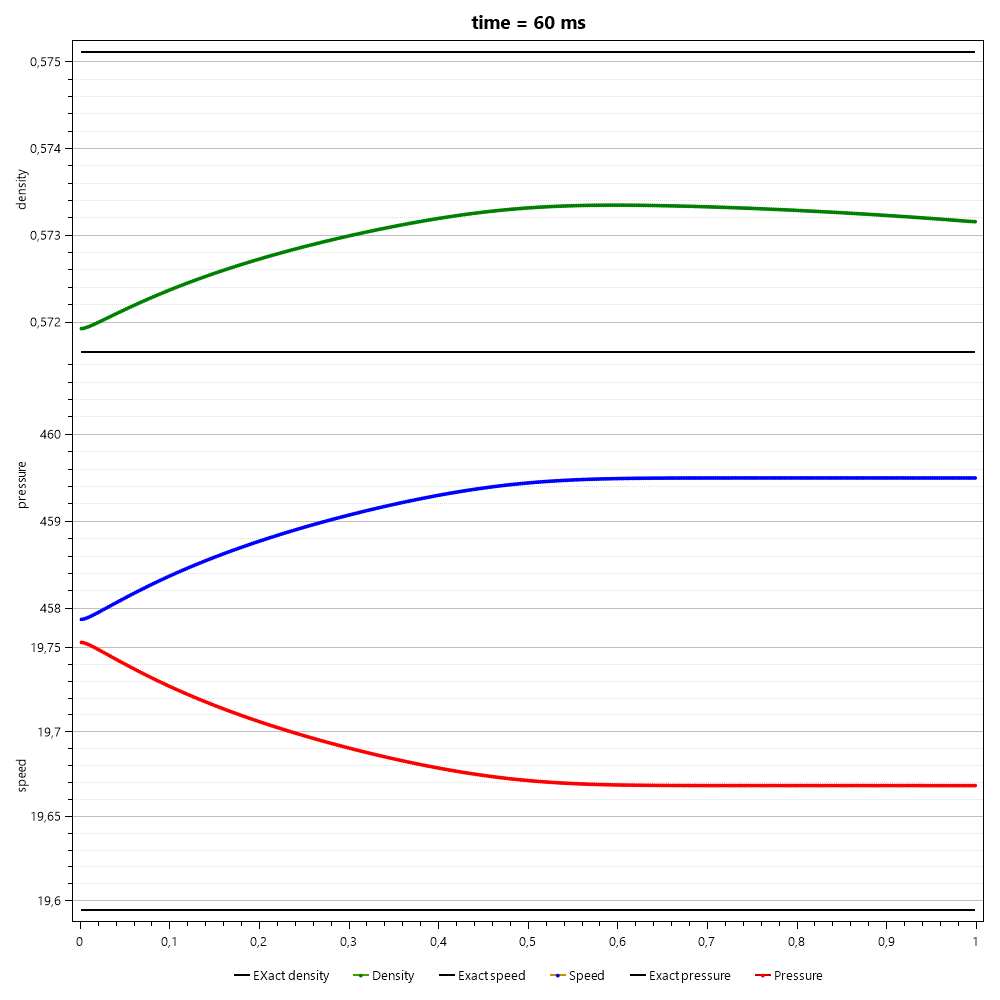 time = 60 ms
0,575
0,574
0,573
0,572
density
460
459
458
pressure
19,75
19,7
19,65
19,6
speed
0 0,1 0,2 0,3 0,4 0,5 0,6 0,7 0,8 0,9 1
EXact density Density Exact speed Speed Exact pressure Pressure